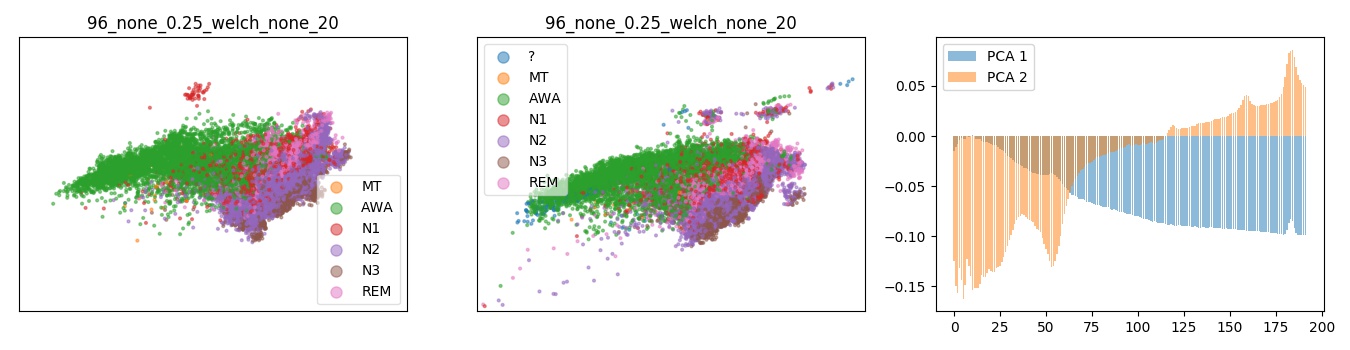 96_none_0.25_welch_none_20
MT
AWA
N1
N2
N3
REM
96_none_0.25_welch_none_20
?
MT
AWA
N1
N2
N3
REM
PCA 1
PCA 2
0.05
0.00
−0.05
−0.10
−0.15
0 25 50 75 100 125 150 175 200